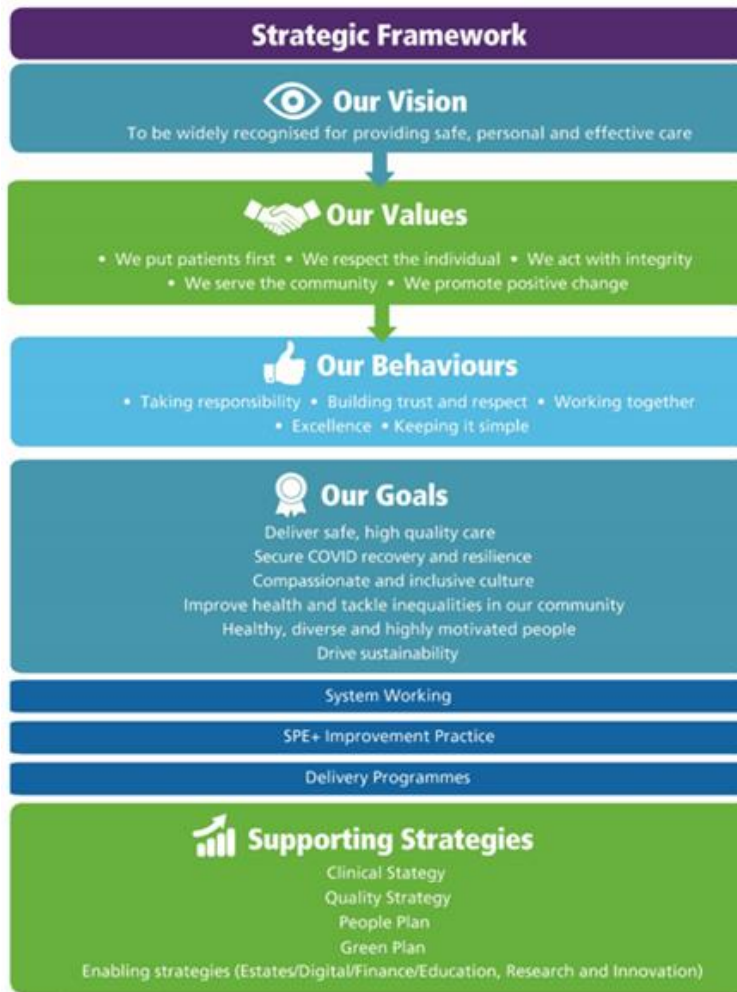 Strategic Framework
Our Vision
To be widely recognised for providing safe, personal and effective care
Our Values
• We put patients first • We respect the individual • We act with integrity
• We serve the community • We promote positive change
Our Behaviours
• Taking responsibility • Building trust and respect • Working together
• Excellence • Keeping it simple
Our Goals
Deliver safe, high quality care
Secure COVID recovery and resilience
Compassionate and inclusive culture
Improve health and tackle inequalities in our community
Healthy, diverse and highly motivated people
Drive sustainability
System Working
SPE+ Improvement Practice
Delivery Programmes
Supporting Strategies
Clinical Stategy
Quality Strategy
People Plan
Green Plan
Enabling strategies (Estates/Digital/Finance/Education, Research and Innovation)